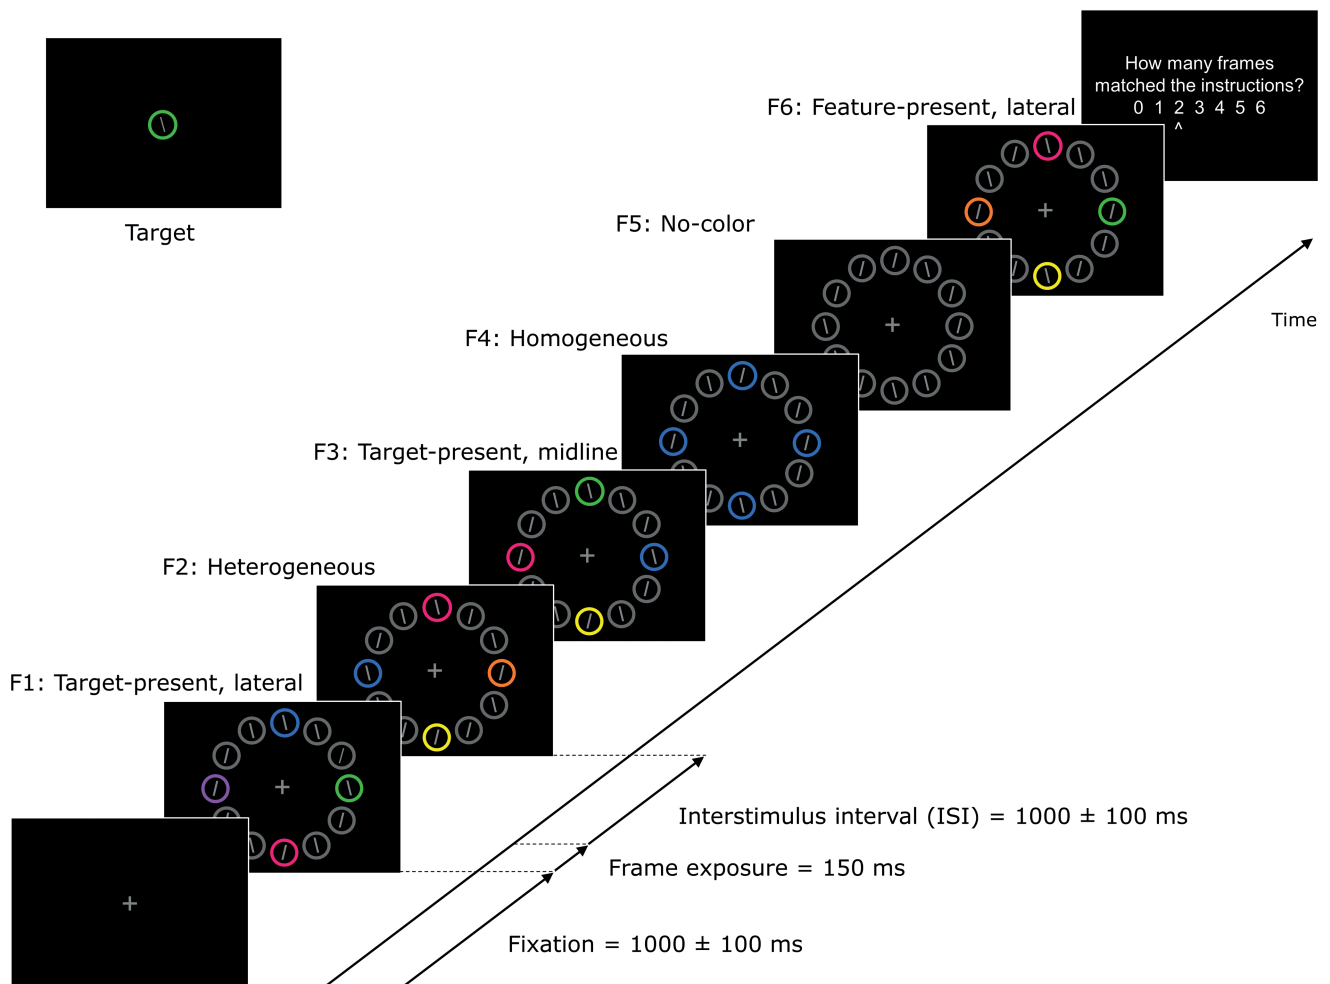 How many frames
matched the instructions?
0 1 2 3 4 5 6
^
F6: Feature-present, lateral
Target
F5: No-color
Time
F4: Homogeneous
F3: Target-present, midline
F2: Heterogeneous
F1: Target-present, lateral
Interstimulus interval (ISI) = 1000 ± 100 ms
Frame exposure = 150 ms
Fixation = 1000 ± 100 ms